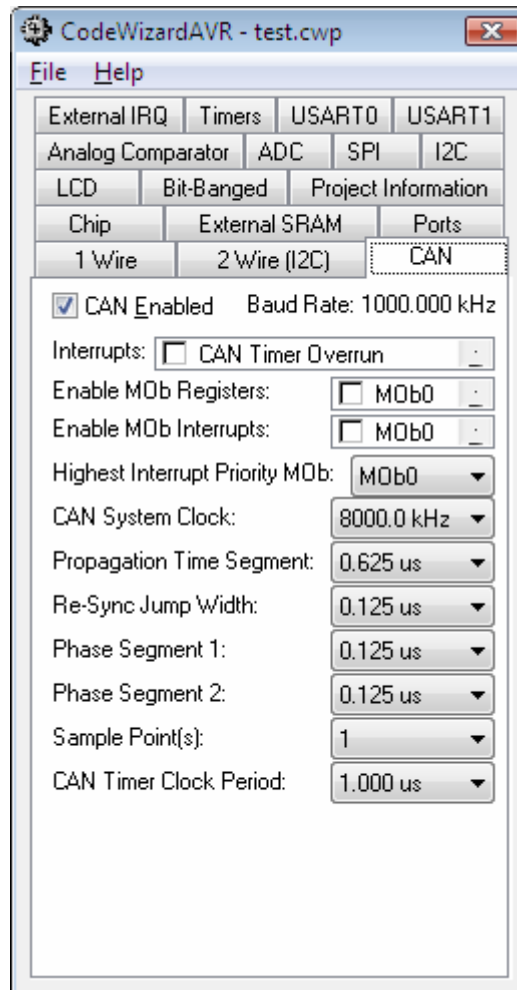 CodeWizardAVR - test.cwp
File Help
External IRQ Timers USART0 USART1
Analog Comparator ADC SPI I2C
LCD Bit-Banged Project Information
Chip External SRAM Ports
1 Wire 2 Wire (I2C) CAN
CAN Enabled Baud Rate: 1000.000 kHz
Interrupts: CAN Timer Overrun
Enable MOb Registers: MOb0
Enable MOb Interrupts: MOb0
Highest Interrupt Priority MOb: MOb0
CAN System Clock: 8000.0 kHz
Propagation Time Segment: 0.625 us
Re-Sync Jump Width: 0.125 us
Phase Segment 1: 0.125 us
Phase Segment 2: 0.125 us
Sample Point(s): 1
CAN Timer Clock Period: 1.000 us